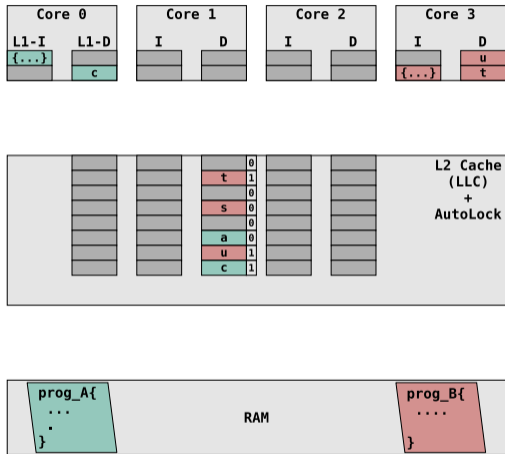 Core 0 Core 1 Core 2 Core 3
L1-I L1-D I D I D I D
{...} u
c {...} t
0
t 1
0
s 0
0
a 0
u 1
c 1
L2 Cache
(LLC)
+
AutoLock
prog_A{
...
.
}
RAM
prog_B{
....
}